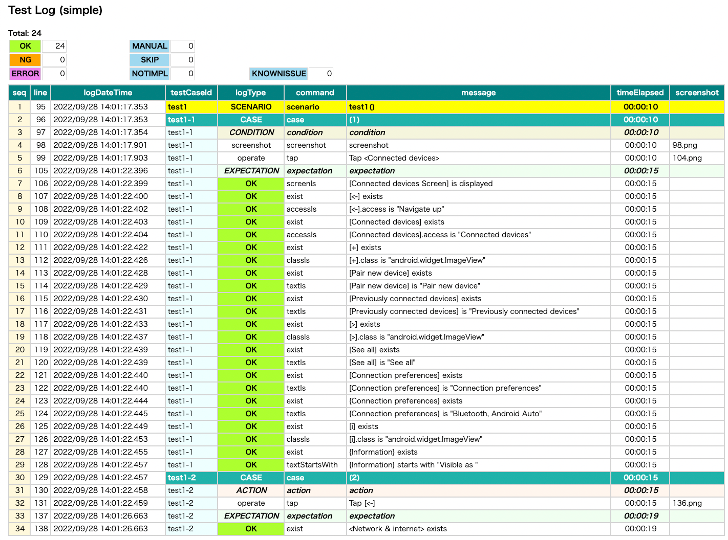 Test Log (simple)
Total: 24
OK 24 MANUAL 0
NG 0 SKIP 0
ERROR 0 NOTIMPL 0 KNOWNISSUE 0
seq line logDateTime testCaseId logType command message timeElapsed screenshot
1 95 2022/09/28 14:01:17.353 test1 SCENARIO scenario test1() 00:00:10
2 96 2022/09/28 14:01:17.353 test1-1 CASE case (1) 00:00:10
3 97 2022/09/28 14:01:17.354 test1-1 CONDITION condition condition 00:00:10
4 98 2022/09/28 14:01:17.901 test1-1 screenshot screenshot screenshot 00:00:10 98.png
5 99 2022/09/28 14:01:17.903 test1-1 operate tap Tap <Connected devices> 00:00:10 104.png
6 105 2022/09/28 14:01:22.396 test1-1 EXPECTATION expectation expectation 00:00:15
7 106 2022/09/28 14:01:22.399 test1-1 OK screenIs [Connected devices Screen] is displayed 00:00:15
8 107 2022/09/28 14:01:22.400 test1-1 OK exist [<-] exists 00:00:15
9 108 2022/09/28 14:01:22.402 test1-1 OK accessIs [<-].access is "Navigate up" 00:00:15
10 109 2022/09/28 14:01:22.403 test1-1 OK exist [Connected devices] exists 00:00:15
11 110 2022/09/28 14:01:22.404 test1-1 OK accessIs [Connected devices].access is "Connected devices" 00:00:15
12 111 2022/09/28 14:01:22.422 test1-1 OK exist [+] exists 00:00:15
13 112 2022/09/28 14:01:22.426 test1-1 OK classIs [+].class is "android.widget.ImageView" 00:00:15
14 113 2022/09/28 14:01:22.428 test1-1 OK exist [Pair new device] exists 00:00:15
15 114 2022/09/28 14:01:22.429 test1-1 OK textIs [Pair new device] is "Pair new device" 00:00:15
16 115 2022/09/28 14:01:22.430 test1-1 OK exist [Previously connected devices] exists 00:00:15
17 116 2022/09/28 14:01:22.431 test1-1 OK textIs [Previously connected devices] is "Previously connected devices" 00:00:15
18 117 2022/09/28 14:01:22.433 test1-1 OK exist [>] exists 00:00:15
19 118 2022/09/28 14:01:22.437 test1-1 OK classIs [>].class is "android.widget.ImageView" 00:00:15
20 119 2022/09/28 14:01:22.439 test1-1 OK exist [See all] exists 00:00:15
21 120 2022/09/28 14:01:22.439 test1-1 OK textIs [See all] is "See all" 00:00:15
22 121 2022/09/28 14:01:22.440 test1-1 OK exist [Connection preferences] exists 00:00:15
23 122 2022/09/28 14:01:22.440 test1-1 OK textIs [Connection preferences] is "Connection preferences" 00:00:15
24 123 2022/09/28 14:01:22.444 test1-1 OK exist [Connection preferences] exists 00:00:15
25 124 2022/09/28 14:01:22.445 test1-1 OK textIs [Connection preferences] is "Bluetooth, Android Auto" 00:00:15
26 125 2022/09/28 14:01:22.449 test1-1 OK exist [i] exists 00:00:15
27 126 2022/09/28 14:01:22.453 test1-1 OK classIs [i].class is "android.widget.ImageView" 00:00:15
28 127 2022/09/28 14:01:22.455 test1-1 OK exist {Information} exists 00:00:15
29 128 2022/09/28 14:01:22.457 test1-1 OK textStartsWith {Information} starts with "Visible as " 00:00:15
30 129 2022/09/28 14:01:22.457 test1-2 CASE case (2) 00:00:15
31 130 2022/09/28 14:01:22.458 test1-2 ACTION action action 00:00:15
32 131 2022/09/28 14:01:22.459 test1-2 operate tap Tap [<-] 00:00:15 136.png
33 137 2022/09/28 14:01:26.663 test1-2 EXPECTATION expectation expectation 00:00:19
34 138 2022/09/28 14:01:26.663 test1-2 OK exist <Network & internet> exists 00:00:19